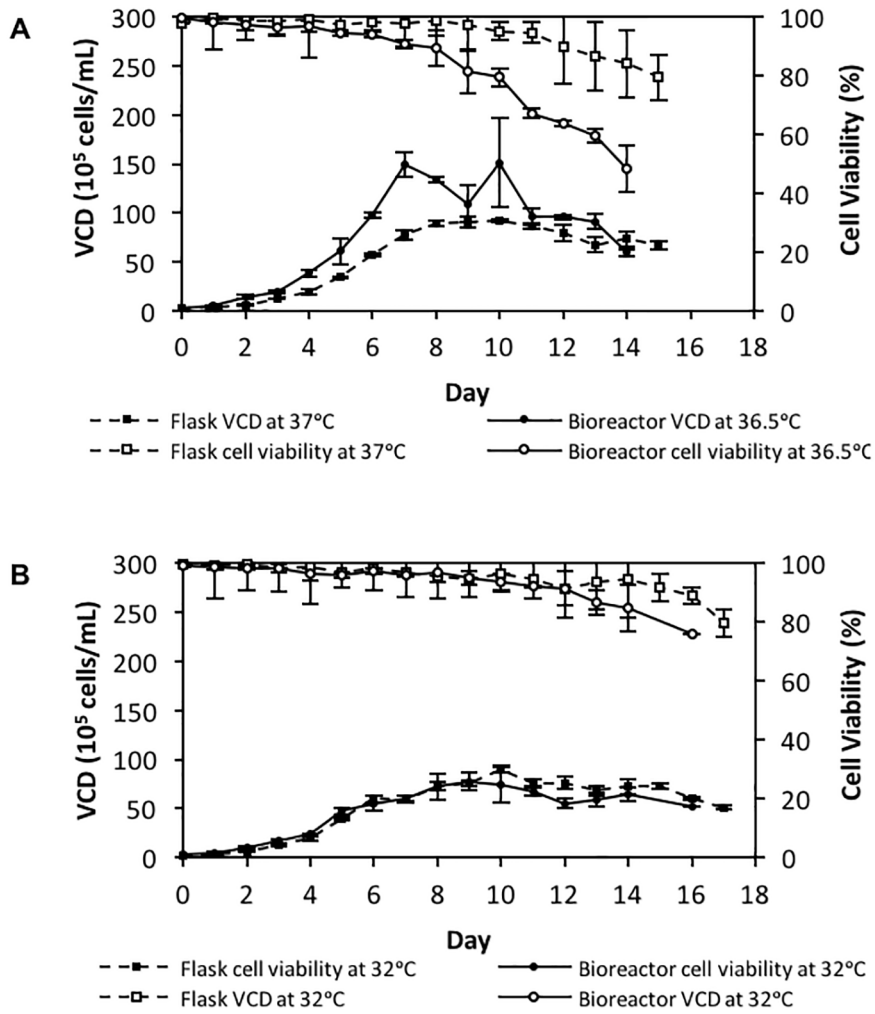 A
300
250
200
150
100
50
0
VCD (10⁵ cells/mL)
100
80
60
40
20
0
Cell Viability (%)
0 2 4 6 8 10 12 14 16 18
Day
Flask VCD at 37°C
Bioreactor VCD at 36.5°C
Flask cell viability at 37°C
Bioreactor cell viability at 36.5°C
B
300
250
200
150
100
50
0
VCD (10⁵ cells/mL)
100
80
60
40
20
0
Cell Viability (%)
0 2 4 6 8 10 12 14 16 18
Day
Flask cell viability at 32°C
Bioreactor cell viability at 32°C
Flask VCD at 32°C
Bioreactor VCD at 32°C